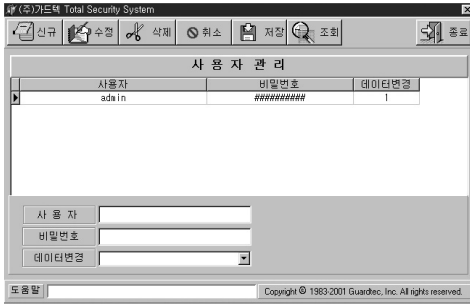 (주)가드텍 Total Security System
신규 수정 삭제 취소 저장 조회 종료
사 용 자 관 리
사용자 비밀번호 데이터변경
admin ########## 1
사 용 자
비밀번호
데이터변경
도움말 Copyright © 1983-2001 Guardtec, Inc. All rights reserved.